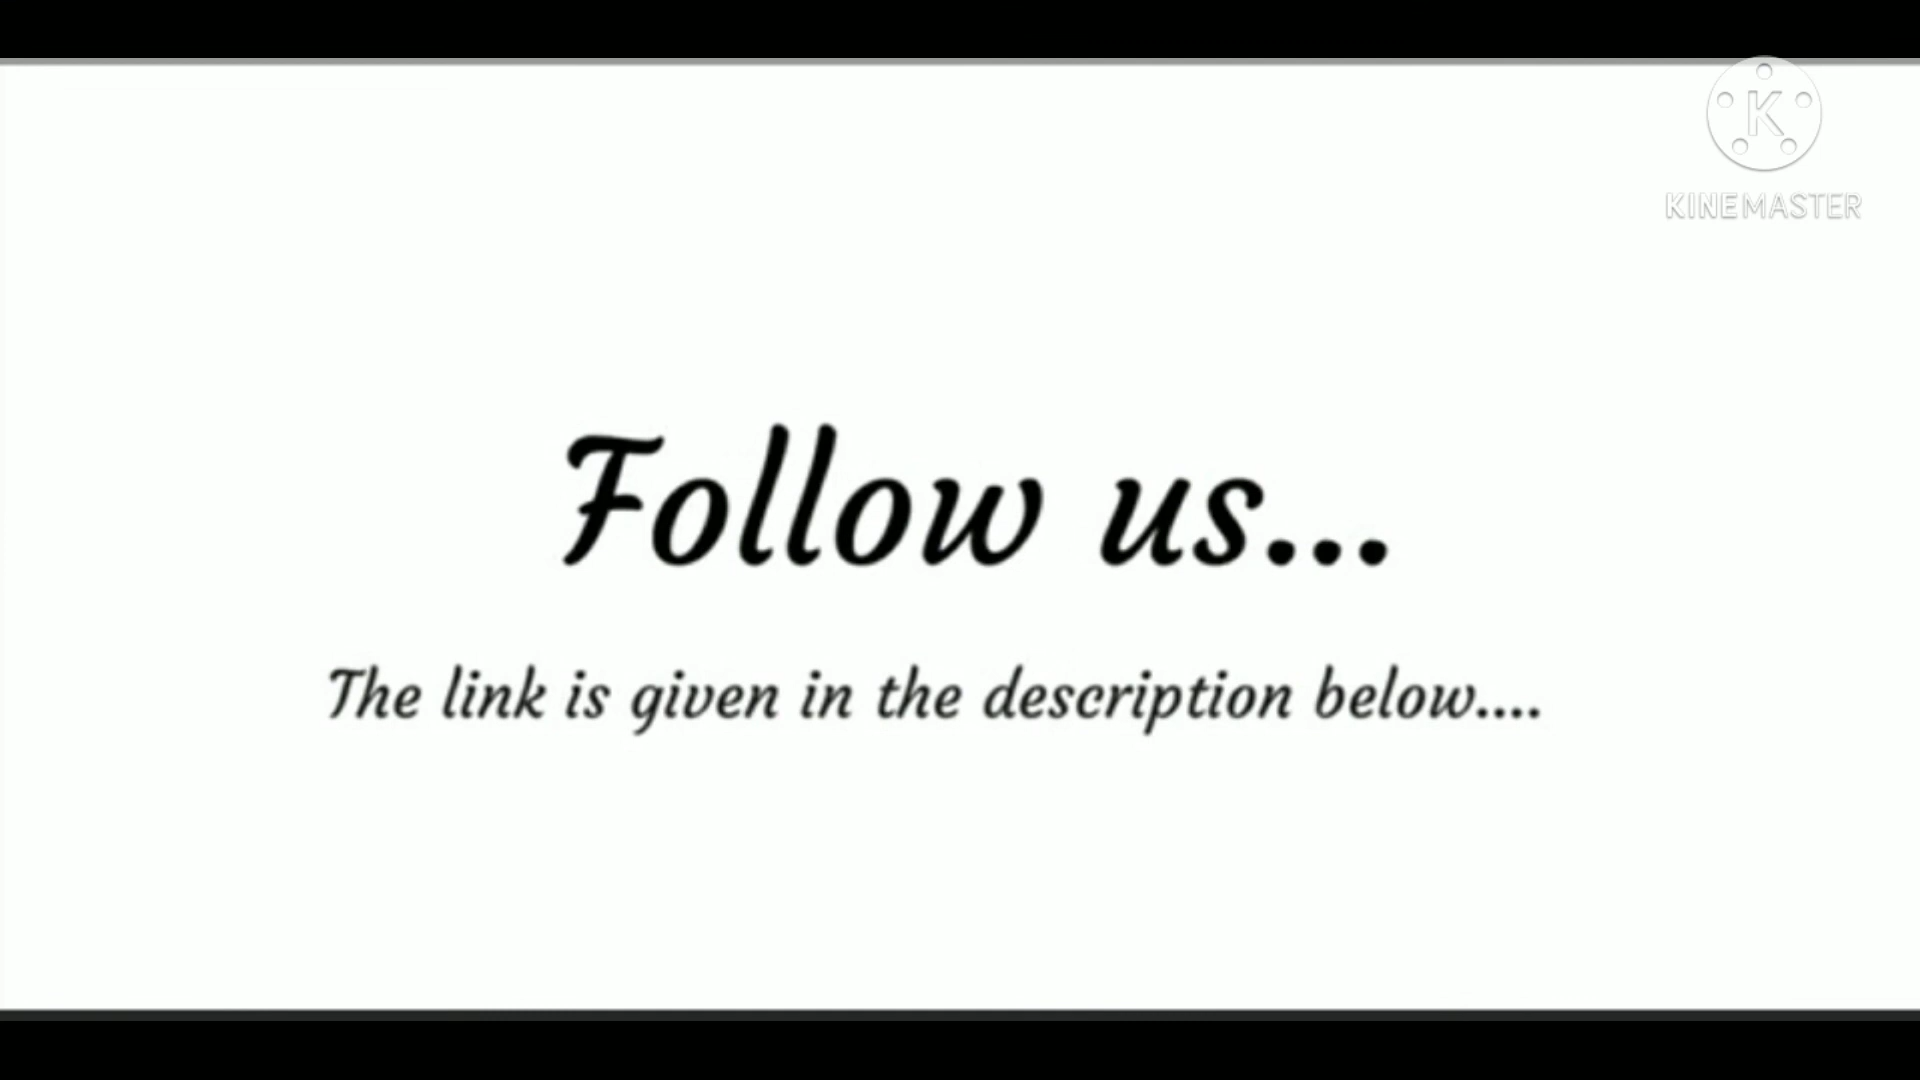 K
KINEMASTER
Follow us...
The link is given in the description below....